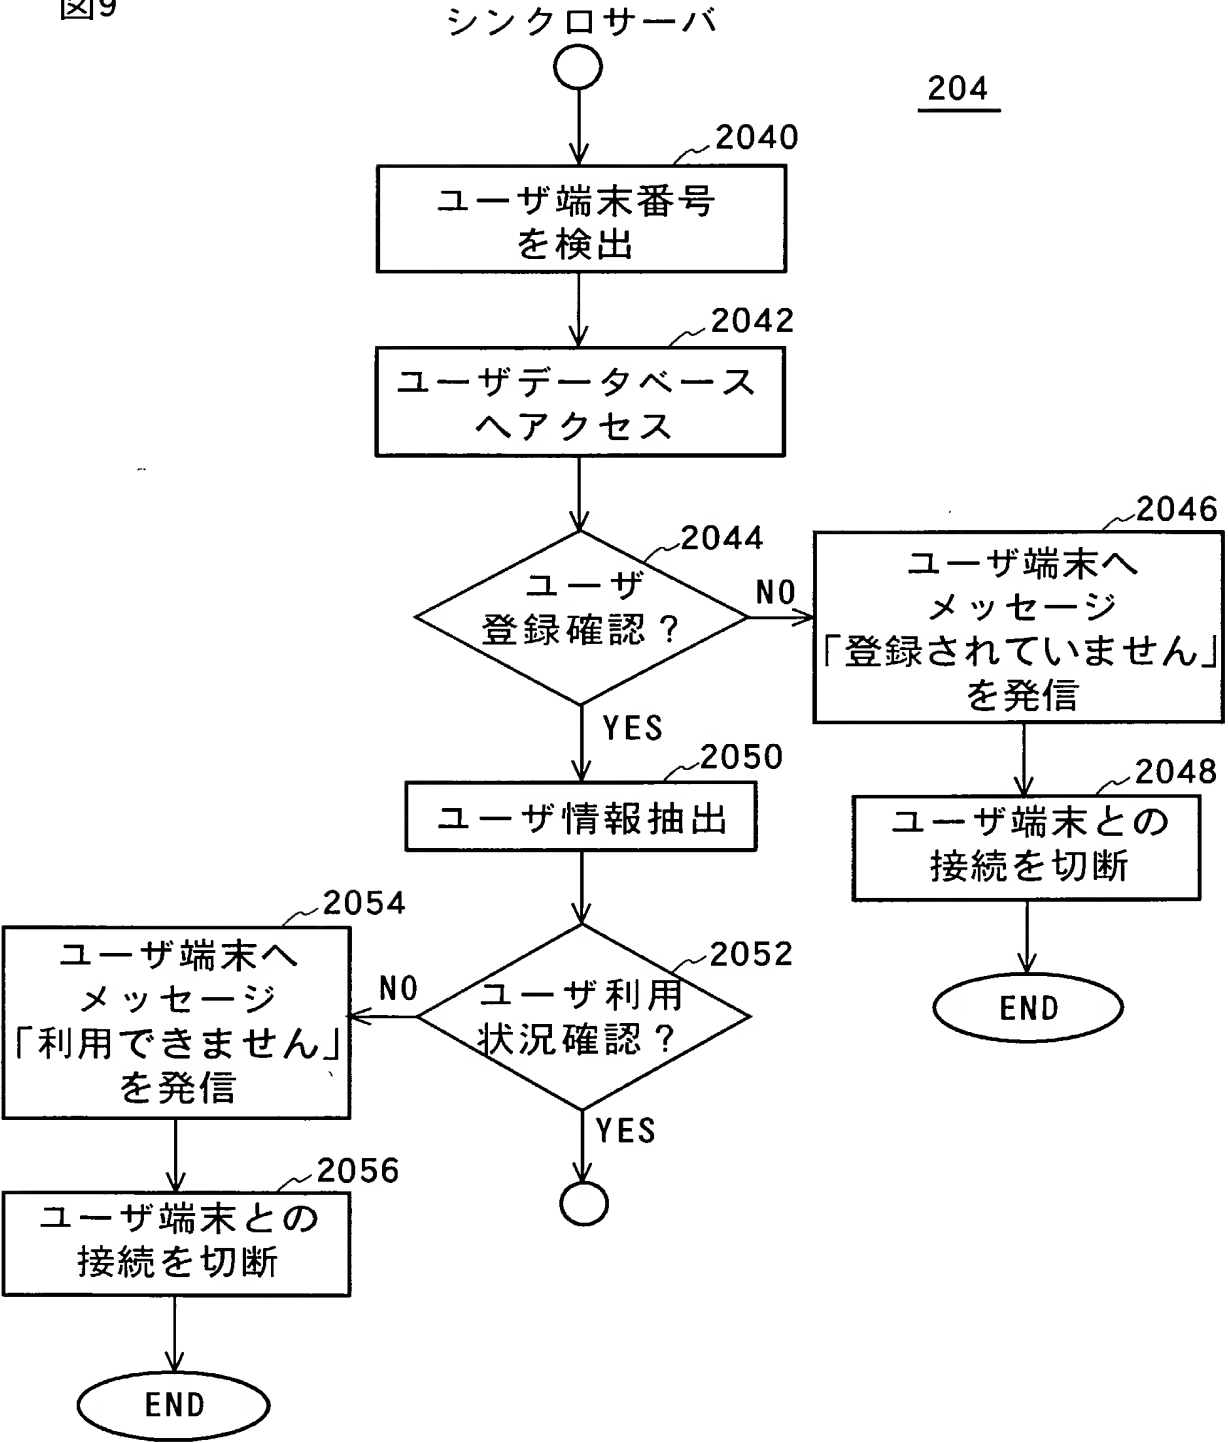 図9
シンクロサーバ
204
2040
ユーザ端末番号
を検出
2042
ユーザデータベース
へアクセス
2044
ユーザ
登録確認？
NO
YES
2046
ユーザ端末へ
メッセージ
「登録されていません」
を発信
2048
ユーザ端末との
接続を切断
END
2050
ユーザ情報抽出
2052
ユーザ利用
状況確認？
NO
YES
2054
ユーザ端末へ
メッセージ
「利用できません」
を発信
2056
ユーザ端末との
接続を切断
END